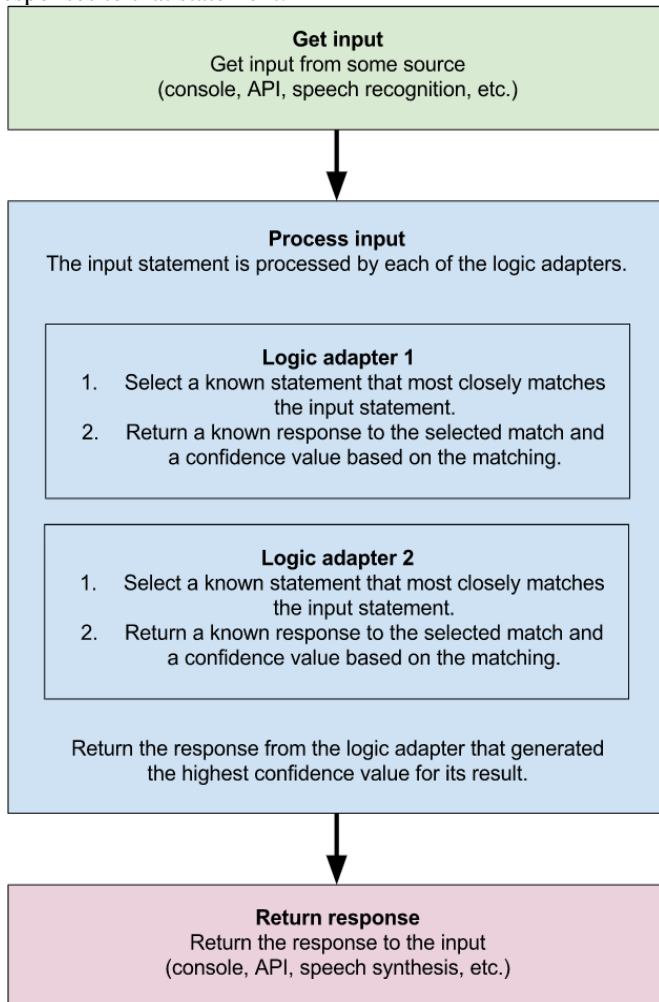 Get input
Get input from some source
(console, API, speech recognition, etc.)
Process input
The input statement is processed by each of the logic adapters.
Logic adapter 1
1. Select a known statement that most closely matches
the input statement.
2. Return a known response to the selected match and
a confidence value based on the matching.
Logic adapter 2
1. Select a known statement that most closely matches
the input statement.
2. Return a known response to the selected match and
a confidence value based on the matching.
Return the response from the logic adapter that generated
the highest confidence value for its result.
Return response
Return the response to the input
(console, API, speech synthesis, etc.)